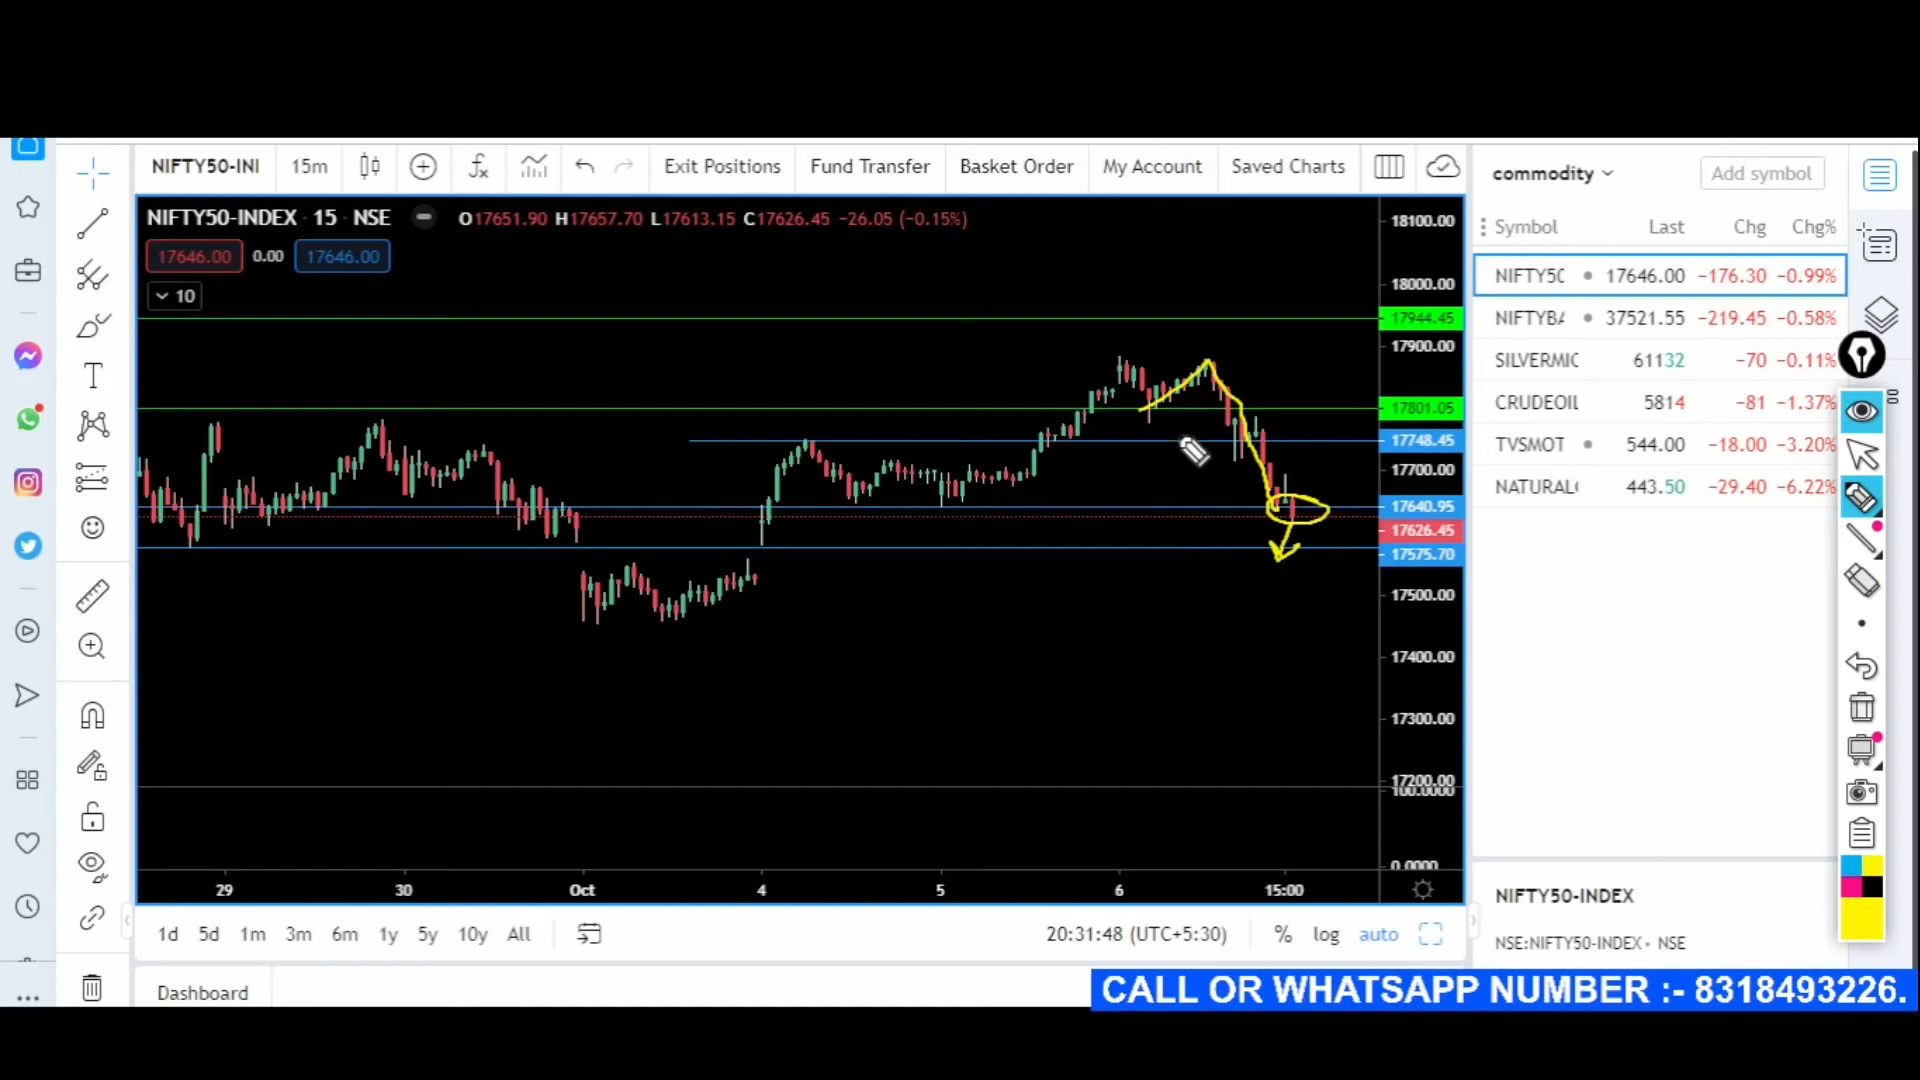 NIFTY50-INI 15m Exit Positions Fund Transfer Basket Order My Account Saved Charts
NIFTY50-INDEX · 15 · NSE O17651.90 H17657.70 L17613.15 C17626.45 −26.05 (−0.15%)
17646.00 0.00 17646.00
10
18100.00
18000.00
17944.45
17900.00
17801.05
17748.45
17700.00
17640.95
17626.45
17575.70
17500.00
17400.00
17300.00
17200.00
100.0000
0.0000
29 30 Oct 4 5 6 15:00
1d 5d 1m 3m 6m 1y 5y 10y All 20:31:48 (UTC+5:30) % log auto
Dashboard
commodity Add symbol
Symbol Last Chg Chg%
NIFTY50 17646.00 −176.30 −0.99%
NIFTYBA 37521.55 −219.45 −0.58%
SILVERMIC 61132 −70 −0.11%
CRUDEOIL 5814 −81 −1.37%
TVSMOT 544.00 −18.00 −3.20%
NATURAL 443.50 −29.40 −6.22%
NIFTY50-INDEX
NSE:NIFTY50-INDEX • NSE
CALL OR WHATSAPP NUMBER :- 8318493226.